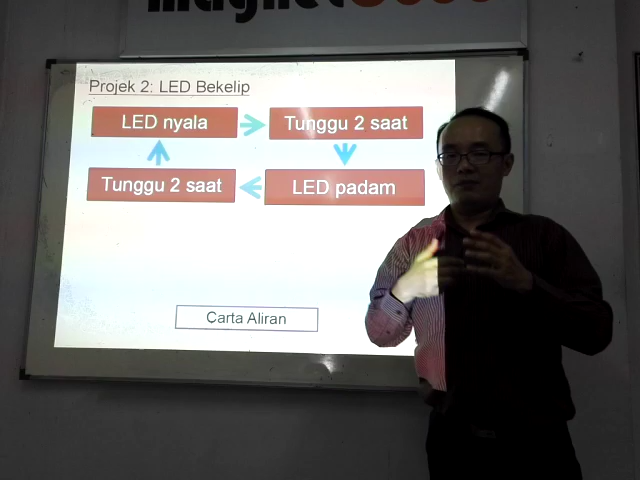 Projek 2: LED Bekelip
LED nyala
Tunggu 2 saat
Tunggu 2 saat
LED padam
Carta Aliran